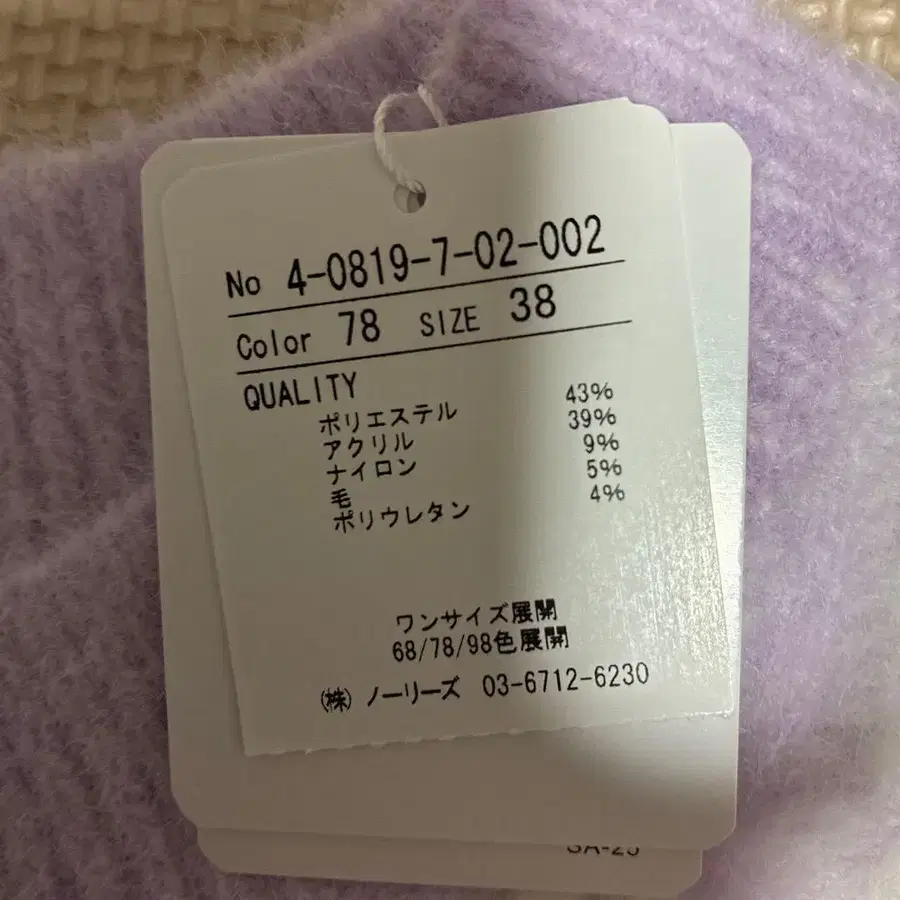 No 4-0819-7-02-002
Color 78 SIZE 38
QUALITY
ポリエステル 43%
アクリル 39%
ナイロン 9%
毛 5%
ポリウレタン 4%
ワンサイズ展開
68/78/98色展開
㈱ ノーリーズ 03-6712-6230